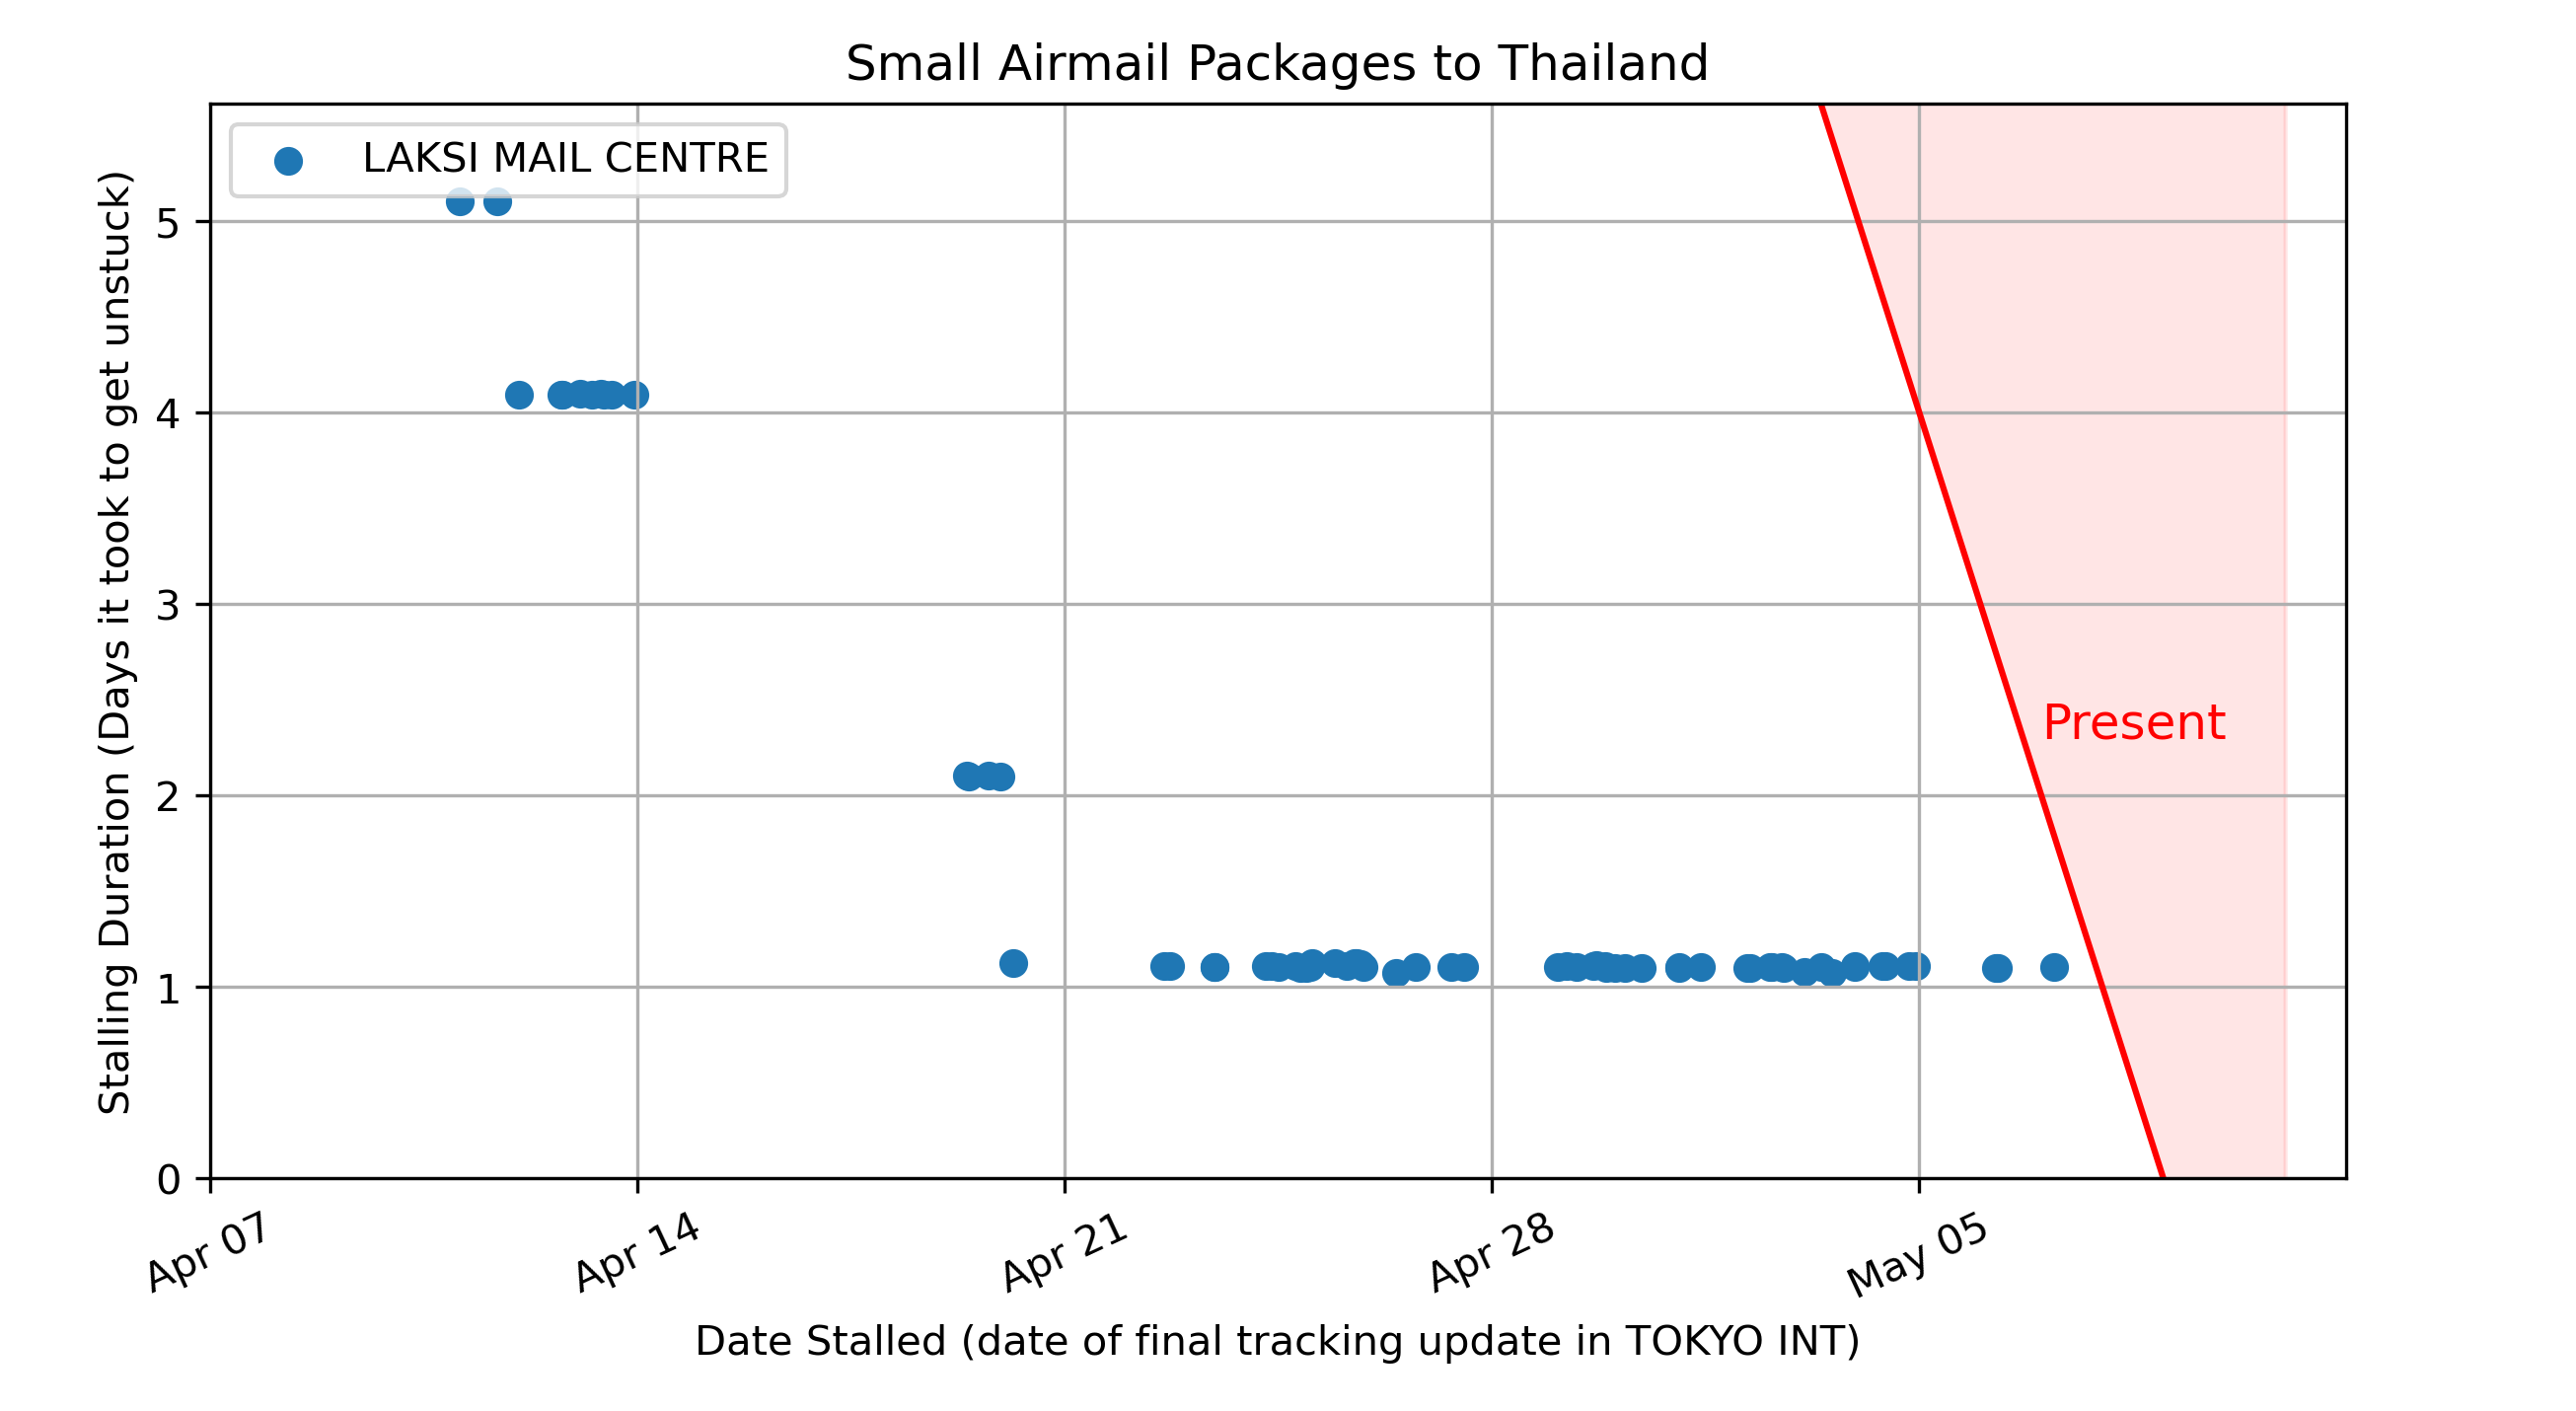 Small Airmail Packages to Thailand
LAKSI MAIL CENTRE
Stalling Duration (Days it took to get unstuck)
5
4
3
2
1
0
Present
Apr 07
Apr 14
Apr 21
Apr 28
May 05
Date Stalled (date of final tracking update in TOKYO INT)